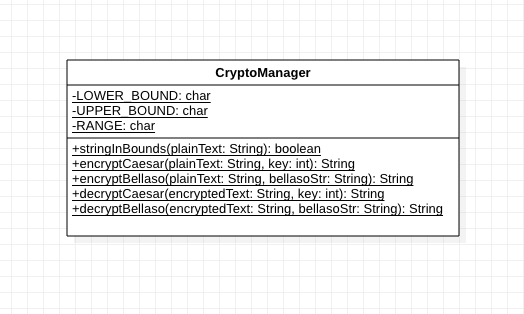 CryptoManager
-LOWER_BOUND: char
-UPPER_BOUND: char
-RANGE: char
+stringInBounds(plainText: String): boolean
+encryptCaesar(plainText: String, key: int): String
+encryptBellaso(plainText: String, bellasoStr: String): String
+decryptCaesar(encryptedText: String, key: int): String
+decryptBellaso(encryptedText: String, bellasoStr: String): String